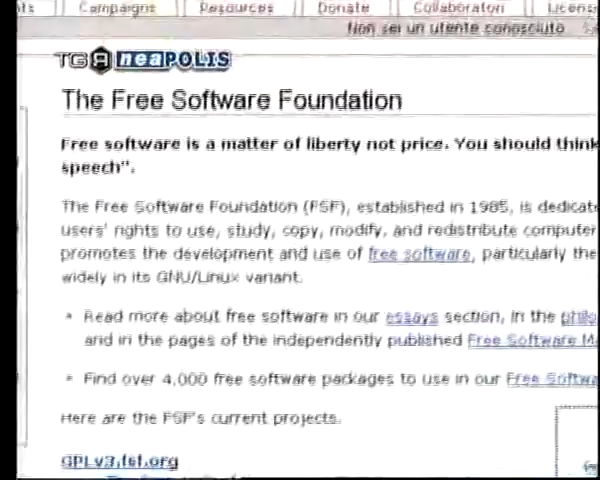 Campaigns Resources Donate Collaboratori
Non sei un utente conosciuto
TGR neaPOLIS
The Free Software Foundation
Free software is a matter of liberty not price. You should think
speech".
The Free Software Foundation (FSF), established in 1985, is
users' rights to use, study, copy, modify, and redistribute computer
promotes the development and use of free software, particularly the
widely in its GNU/Linux variant.
• Read more about free software in our essays section, in the
and in the pages of the independently published Free Software
• Find over 4,000 free software packages to use in our Free
Here are the FSF's current projects.
GPLv3.fsf.org